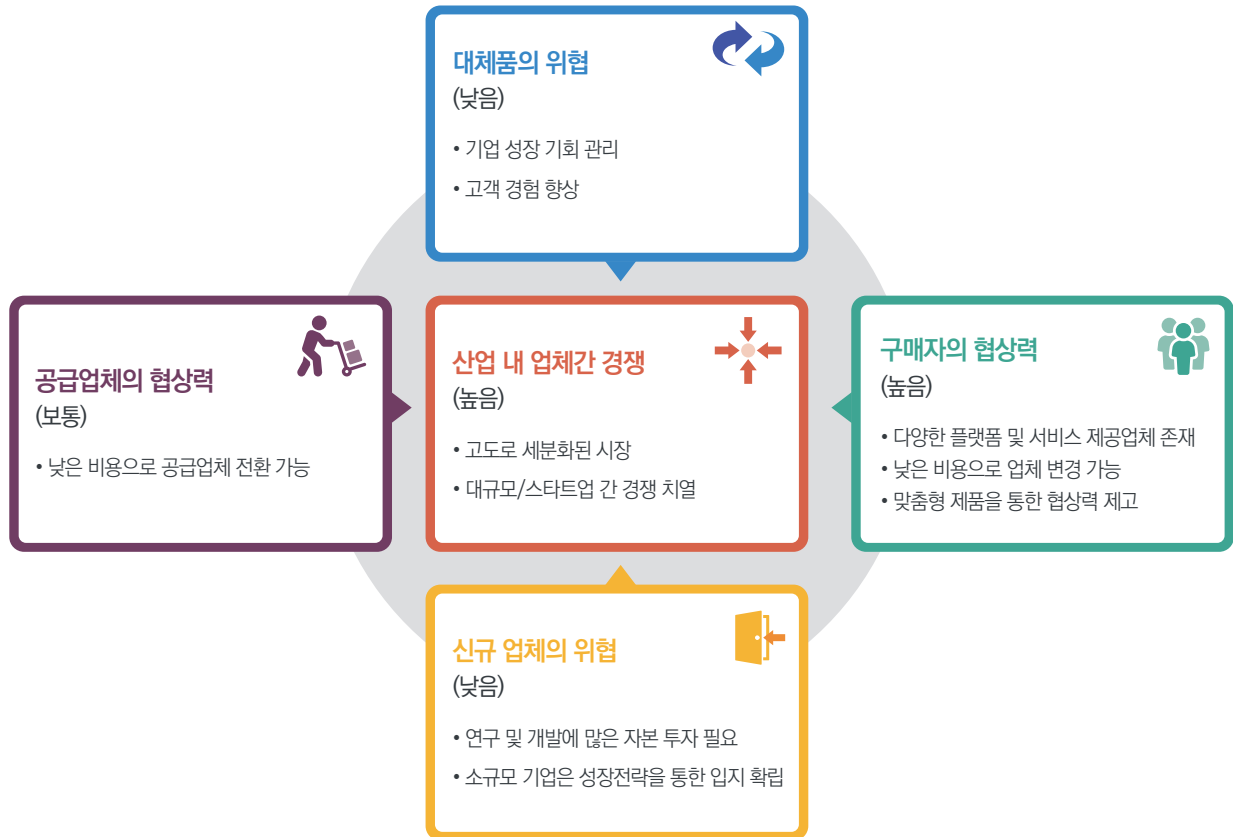 대체품의 위협
(낮음)
• 기업 성장 기회 관리
• 고객 경험 향상
공급업체의 협상력
(보통)
• 낮은 비용으로 공급업체 전환 가능
산업 내 업체간 경쟁
(높음)
• 고도로 세분화된 시장
• 대규모/스타트업 간 경쟁 치열
구매자의 협상력
(높음)
• 다양한 플랫폼 및 서비스 제공업체 존재
• 낮은 비용으로 업체 변경 가능
• 맞춤형 제품을 통한 협상력 제고
신규 업체의 위협
(낮음)
• 연구 및 개발에 많은 자본 투자 필요
• 소규모 기업은 성장전략을 통한 입지 확립